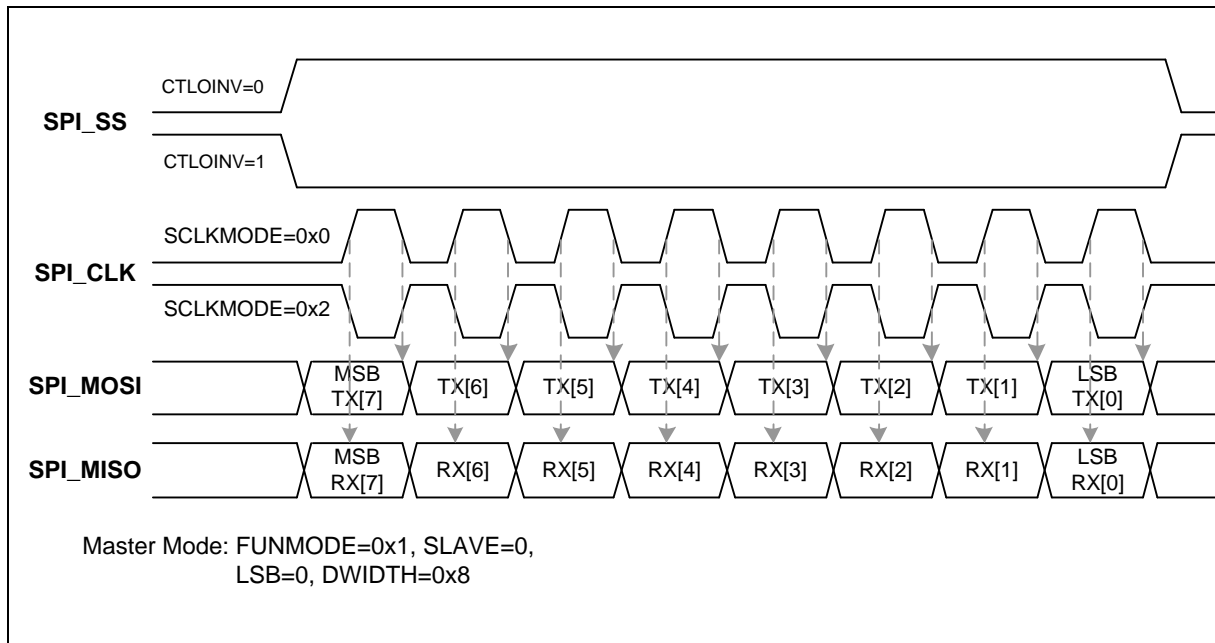 CTLOINV=0
SPI_SS
CTLOINV=1
SCLKMODE=0x0
SPI_CLK
SCLKMODE=0x2
SPI_MOSI
MSB
TX[7]
TX[6]
TX[5]
TX[4]
TX[3]
TX[2]
TX[1]
LSB
TX[0]
SPI_MISO
MSB
RX[7]
RX[6]
RX[5]
RX[4]
RX[3]
RX[2]
RX[1]
LSB
RX[0]
Master Mode: FUNMODE=0x1, SLAVE=0,
LSB=0, DWIDTH=0x8